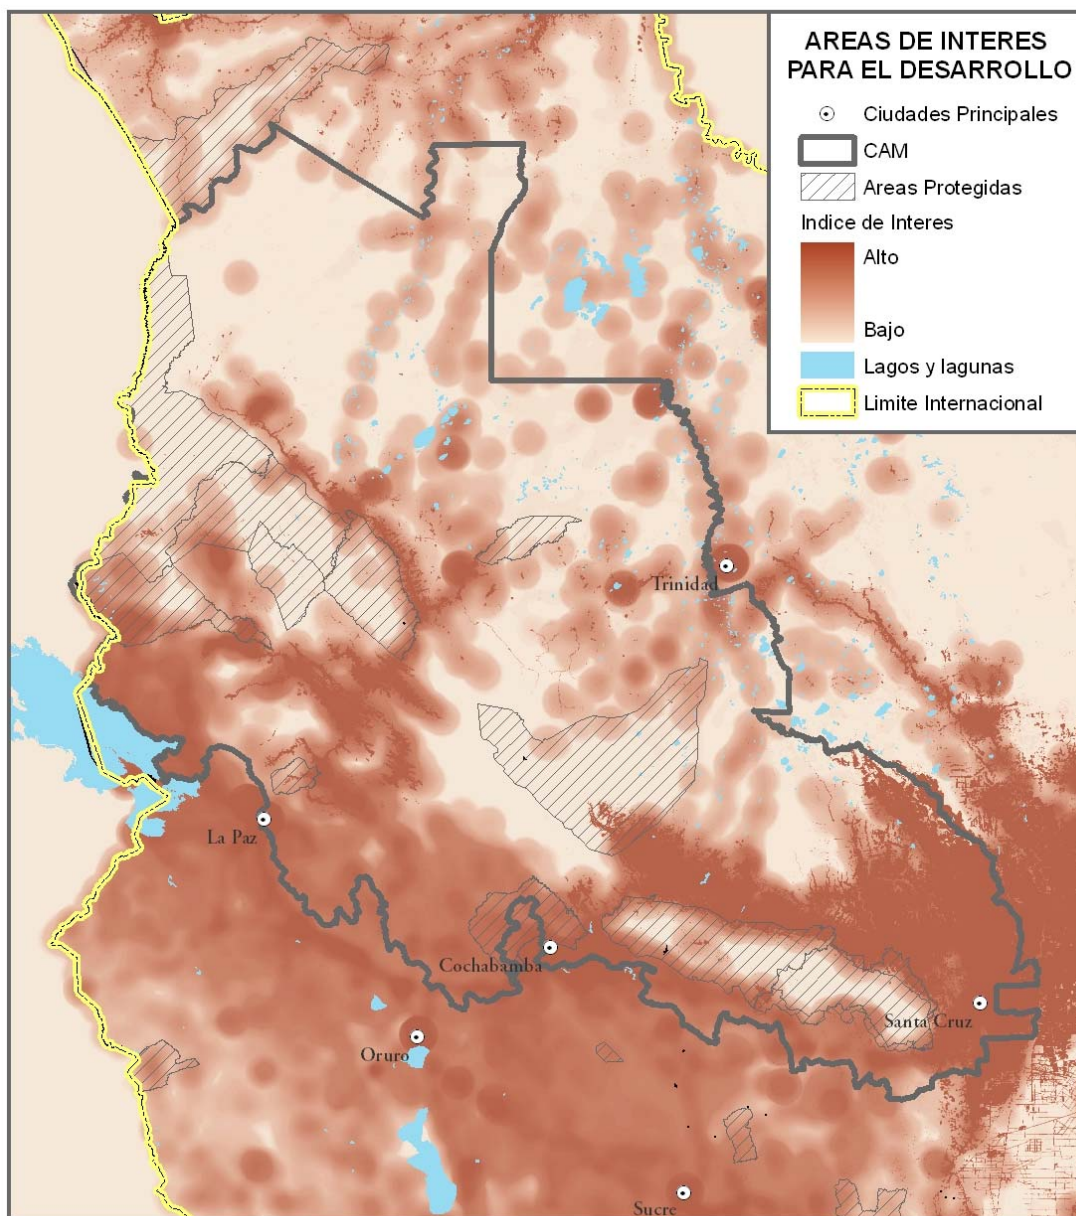 AREAS DE INTERES
PARA EL DESARROLLO
Ciudades Principales
CAM
Areas Protegidas
Indice de Interes
Alto
Bajo
Lagos y lagunas
Limite Internacional
Trinidad
La Paz
Cochabamba
Santa Cruz
Oruro
Sucre